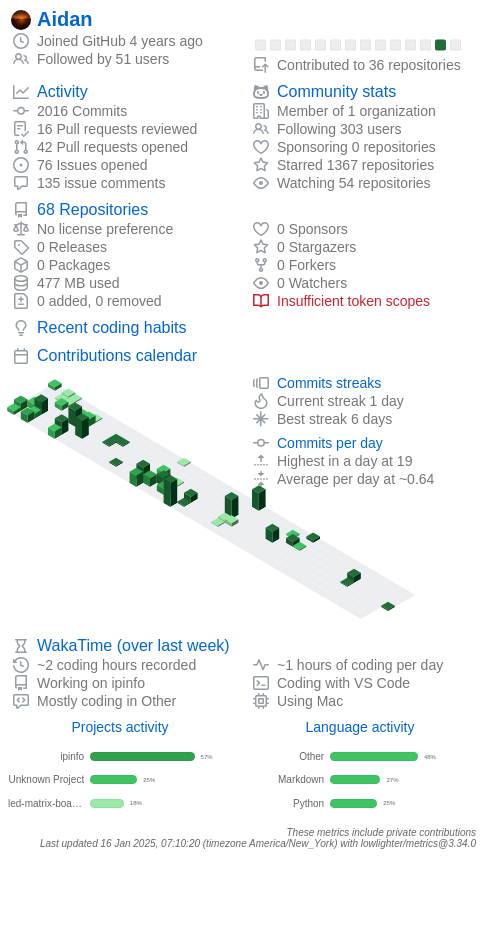 Aidan
Joined GitHub 4 years ago
Followed by 51 users
Contributed to 36 repositories
Activity
2016 Commits
16 Pull requests reviewed
42 Pull requests opened
76 Issues opened
135 issue comments
Community stats
Member of 1 organization
Following 303 users
Sponsoring 0 repositories
Starred 1367 repositories
Watching 54 repositories
68 Repositories
No license preference
0 Releases
0 Packages
477 MB used
0 added, 0 removed
0 Sponsors
0 Stargazers
0 Forkers
0 Watchers
Insufficient token scopes
Recent coding habits
Contributions calendar
Commits streaks
Current streak 1 day
Best streak 6 days
Commits per day
Highest in a day at 19
Average per day at ~0.64
WakaTime (over last week)
~2 coding hours recorded
Working on ipinfo
Mostly coding in Other
~1 hours of coding per day
Coding with VS Code
Using Mac
Projects activity
ipinfo 57%
Unknown Project 25%
led-matrix-boa… 18%
Language activity
Other 48%
Markdown 27%
Python 25%
These metrics include private contributions
Last updated 16 Jan 2025, 07:10:20 (timezone America/New_York) with lowlighter/metrics@3.34.0